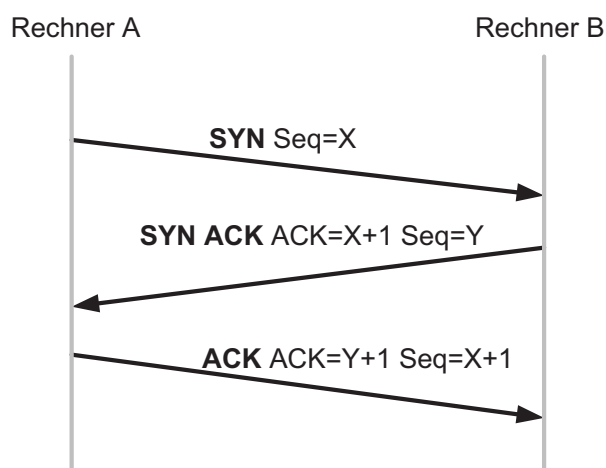 Rechner A
Rechner B
SYN Seq=X
SYN ACK ACK=X+1 Seq=Y
ACK ACK=Y+1 Seq=X+1